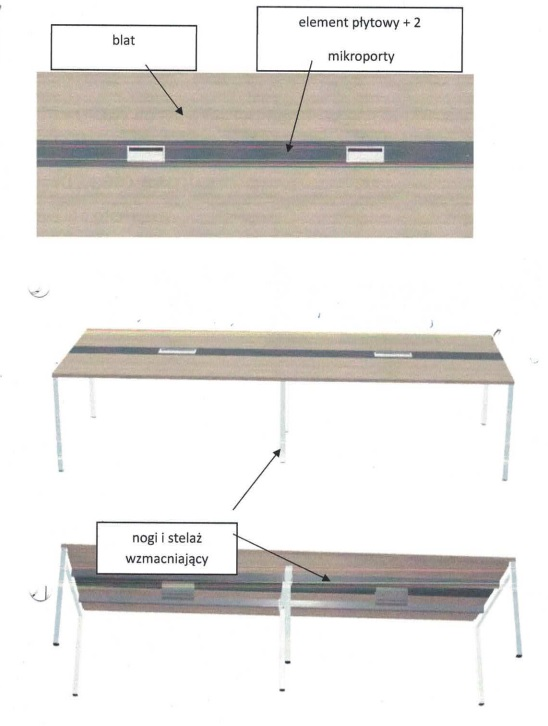 blat
element płytowy + 2
mikroporty
nogi i stelaż
wzmacniający